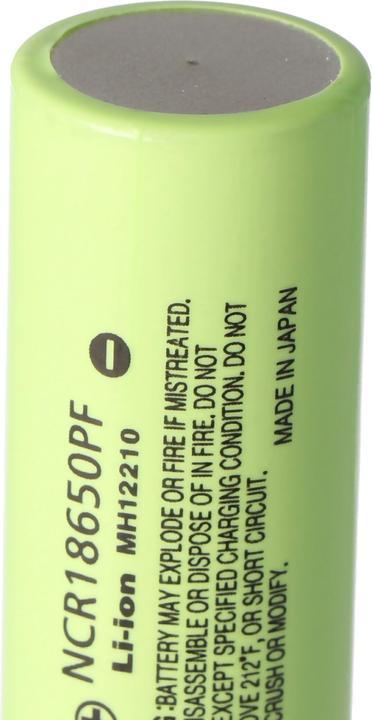 NCR18650PF
Li-ion MH12210
:BATTERY MAY EXPLODE OR FIRE IF MISTREATED.
ISASSEMBLE OR DISPOSE OF IN FIRE. DO NOT
EXCEPT SPECIFIED CHARGING CONDITION. DO NOT
OVE 212°F, OR SHORT CIRCUIT.
CRUSH OR MODIFY.
MADE IN JAPAN